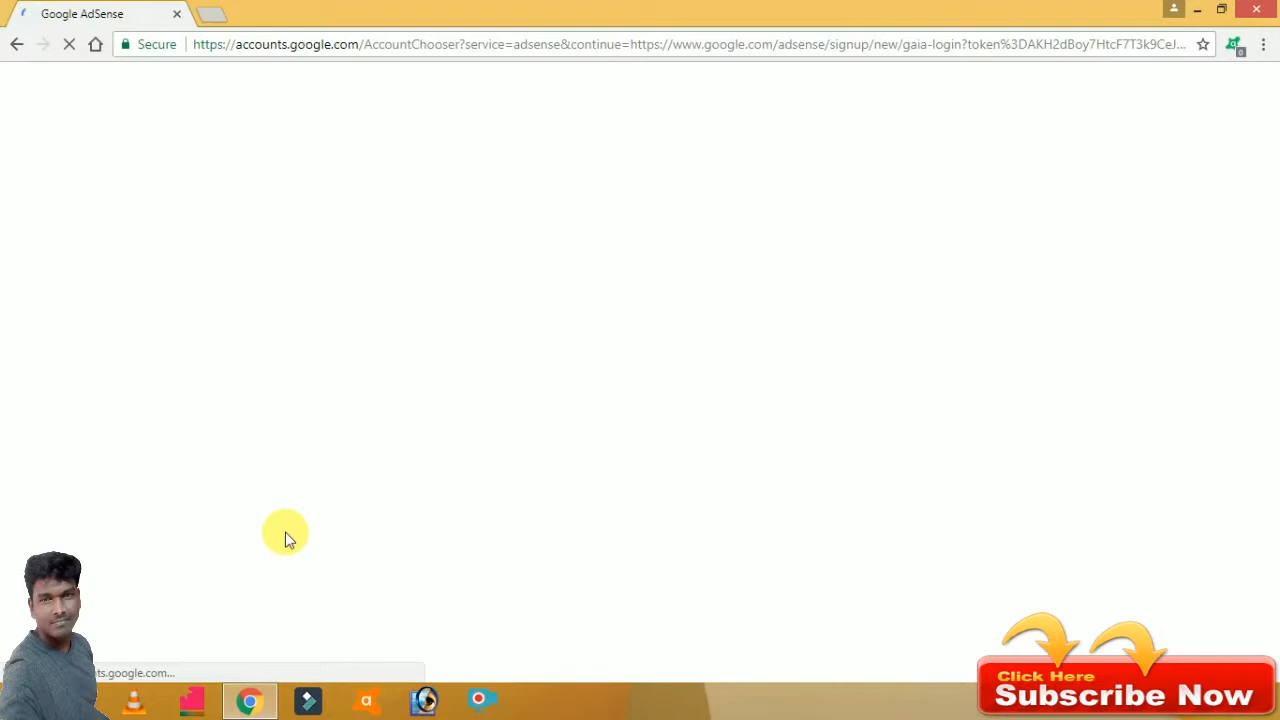 Google AdSense
Secure
https://accounts.google.com/AccountChooser?service=adsense&continue=https://www.google.com/adsense/signup/new/gaia-login?token%3DAKH2dBoy7HtcF7T3k9CeJ...
0
ts.google.com...
Click Here
Subscribe Now